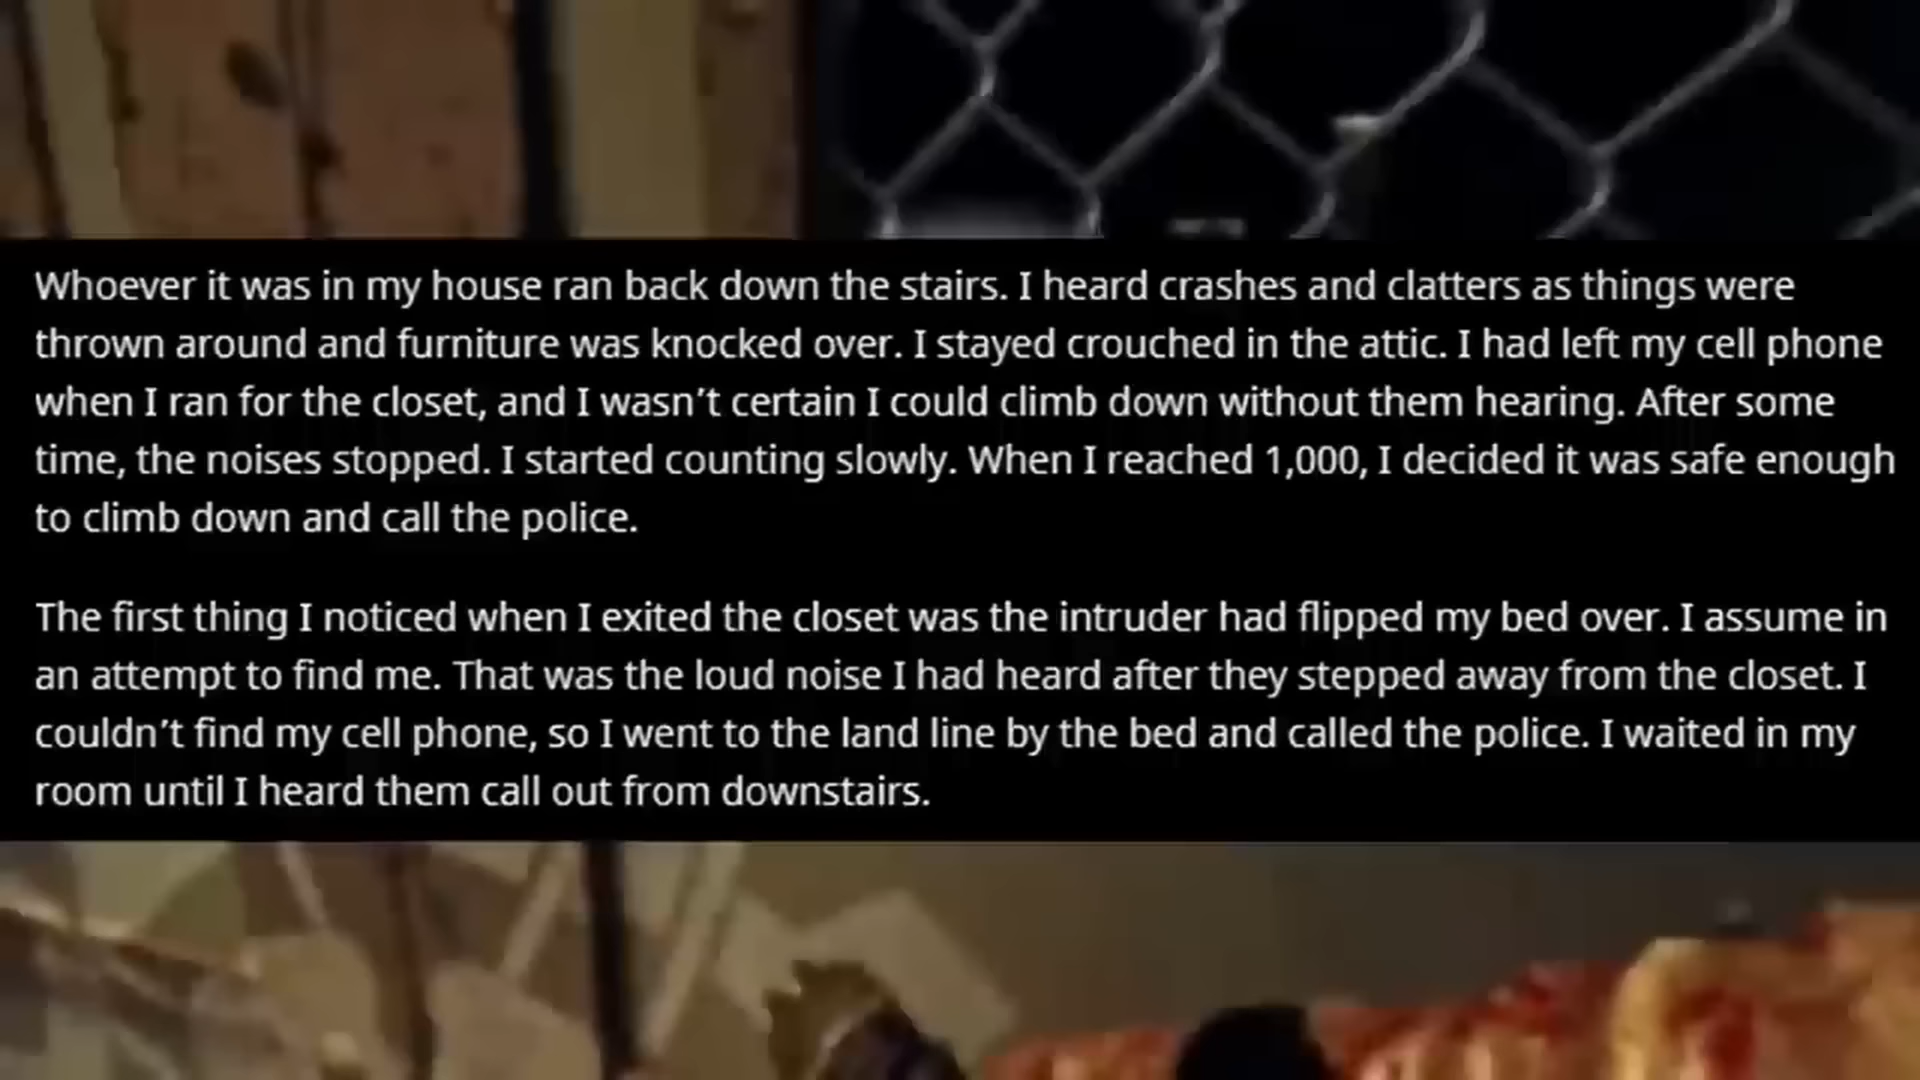 Whoever it was in my house ran back down the stairs. I heard crashes and clatters as things were
thrown around and furniture was knocked over. I stayed crouched in the attic. I had left my cell phone
when I ran for the closet, and I wasn’t certain I could climb down without them hearing. After some
time, the noises stopped. I started counting slowly. When I reached 1,000, I decided it was safe enough
to climb down and call the police.
The first thing I noticed when I exited the closet was the intruder had flipped my bed over. I assume in
an attempt to find me. That was the loud noise I had heard after they stepped away from the closet. I
couldn’t find my cell phone, so I went to the land line by the bed and called the police. I waited in my
room until I heard them call out from downstairs.